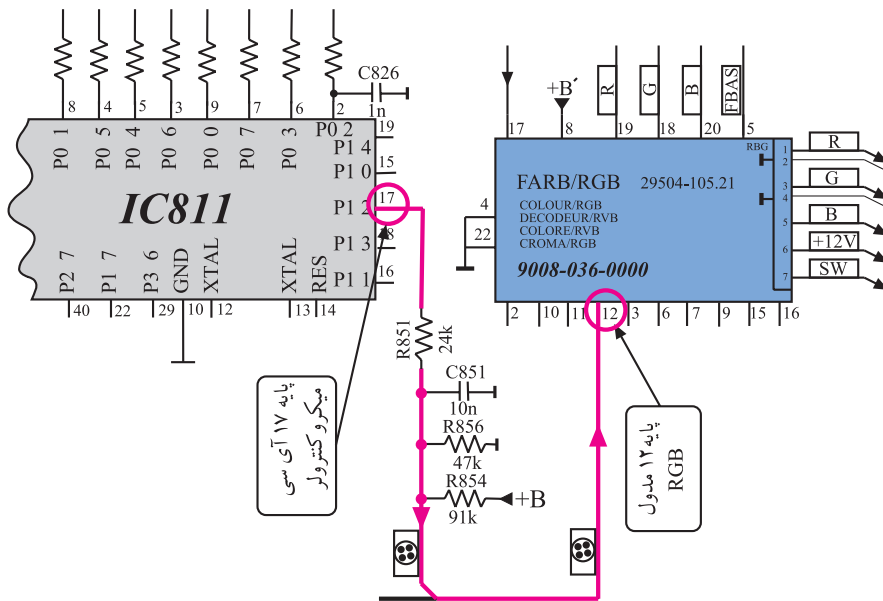 C826
1n
8
4
5
3
9
7
6
2
P0 1
P0 5
P0 4
P0 6
P0 0
P0 7
P0 3
P0 2
19
P1 4
15
P1 0
17
P1 2
18
P1 3
16
P1 1
IC811
P2 7
P1 7
P3 6
GND
XTAL
XTAL
RES
40
22
29
10
12
13
14
R851
24k
C851
10n
R856
47k
R854
91k
+B
پایه ۱۷ آی سی
میکروکنترولر
+B´
R
G
B
FBAS
17
8
19
18
20
5
RBG
1
2
3
4
5
6
7
R
G
B
+12V
SW
4
22
FARB/RGB 29504-105.21
COLOUR/RGB
DECODEUR/RVB
COLORE/RVB
CROMA/RGB
9008-036-0000
2
10
11
12
3
6
7
9
15
16
پایه ۱۲ مدول
RGB